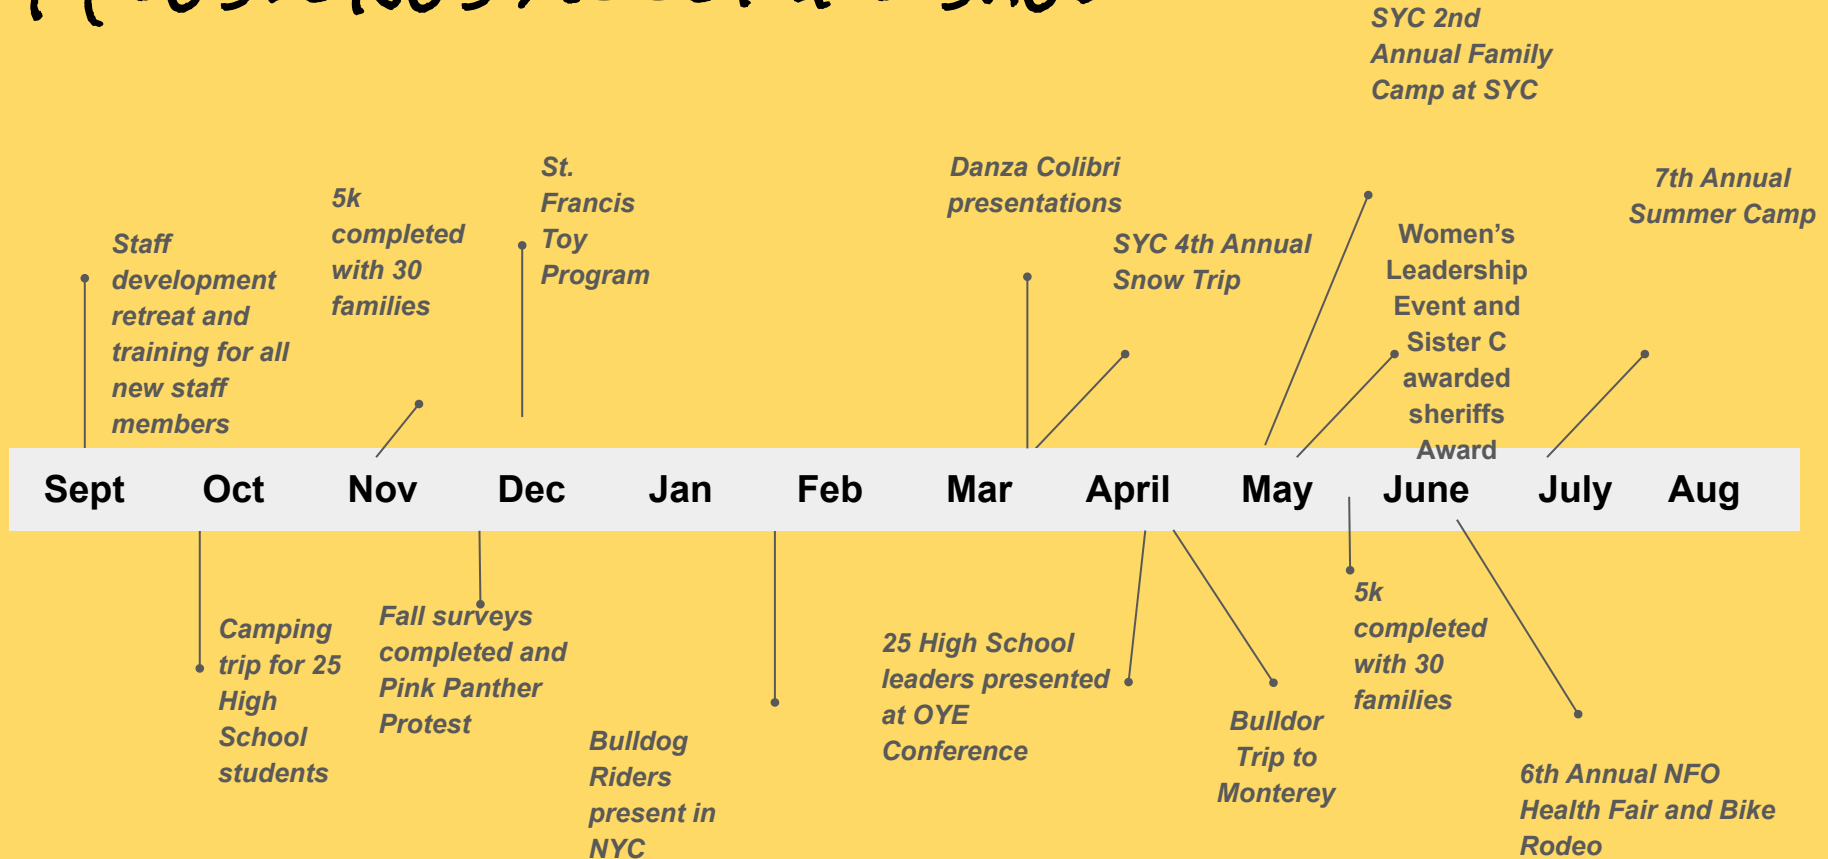 SYC 2nd
Annual Family
Camp at SYC
St.
Francis
Toy
Program
Danza Colibri
presentations
7th Annual
Summer Camp
5k
completed
with 30
families
Staff
development
retreat and
training for all
new staff
members
SYC 4th Annual
Snow Trip
Women’s
Leadership
Event and
Sister C
awarded
sheriffs
Award
Sept Oct Nov Dec Jan Feb Mar April May June July Aug
Camping
trip for 25
High
School
students
Fall surveys
completed and
Pink Panther
Protest
Bulldog
Riders
present in
NYC
25 High School
leaders presented
at OYE
Conference
Bulldor
Trip to
Monterey
5k
completed
with 30
families
6th Annual NFO
Health Fair and Bike
Rodeo